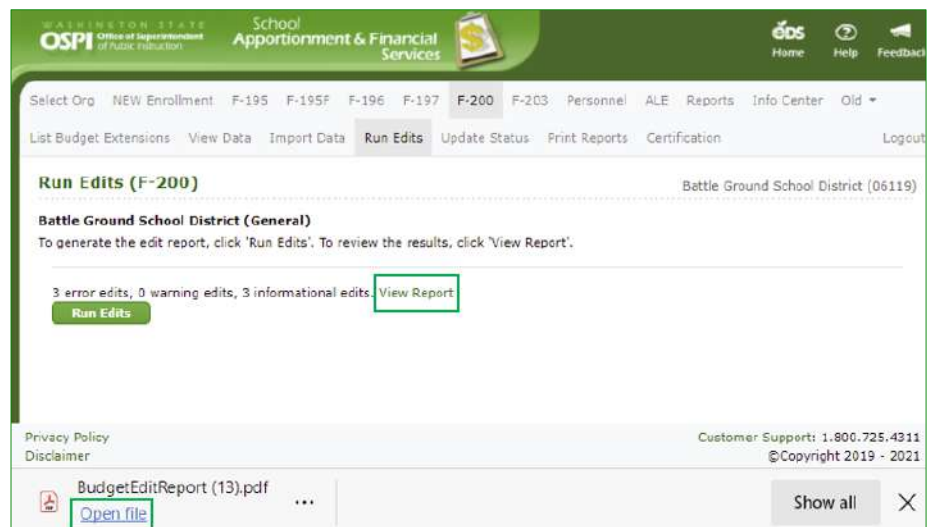 WASHINGTON STATE
OSPI Office of Superintendent
of Public Instruction
School
Apportionment & Financial
Services
EDS
Home Help Feedback
Select Org NEW Enrollment F-195 F-195F F-196 F-197 F-200 F-203 Personnel ALE Reports Info Center Old
List Budget Extensions View Data Import Data Run Edits Update Status Print Reports Certification Logout
Run Edits (F-200) Battle Ground School District (06119)
Battle Ground School District (General)
To generate the edit report, click 'Run Edits'. To review the results, click 'View Report'.
3 error edits, 0 warning edits, 3 informational edits. View Report
Run Edits
Privacy Policy Customer Support: 1.800.725.4311
Disclaimer ©Copyright 2019 - 2021
BudgetEditReport (13).pdf ...
Open file
Show all